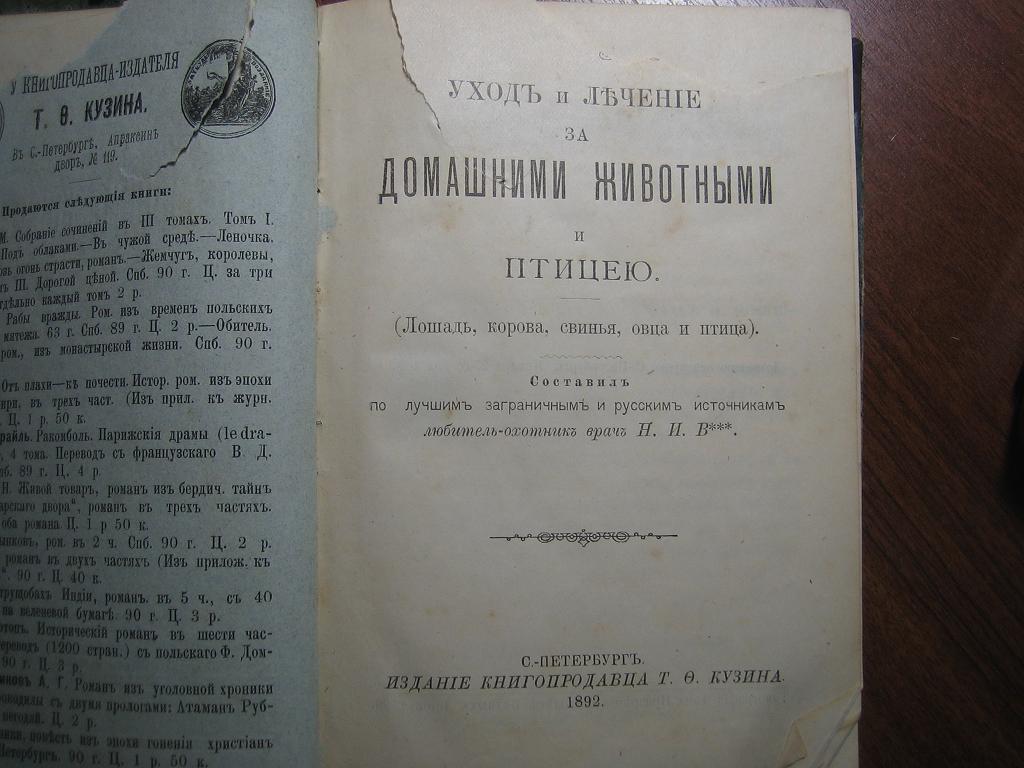 У КНИГОПРОДАВЦА-ИЗДАТЕЛЯ
Т. Ѳ. КУЗИНА.
Въ С.-Петербургѣ, Апраксинъ
дворъ, № 119.
Продаются слѣдующія книги:
М. Собраніе сочиненій въ III томахъ. Томъ I.
Подъ облаками.—Въ чужой средѣ.—Леночка.
огонь страсти, романъ.—Жемчугъ, королевы,
III. Дорогой цѣной. Спб. 90 г. Ц. за три
каждый томъ 2 р.
Рабы вражды. Ром. изъ временъ польскихъ
мятежа. 63 г. Спб. 89 г. Ц. 2 р.—Обитель.
ром., изъ монастырской жизни. Спб. 90 г.
Отъ плахи—къ почести. Истор. ром. изъ эпохи
въ трехъ част. (Изъ прил. къ журн.
Ц. 1 р. 50 к.
Ракомболь. Парижскія драмы (le dra-
4 тома. Переводъ съ французскаго В Д.
89 г. Ц. 4 р.
Н. Живой товаръ, романъ изъ бердич. тайнъ
двора“, романъ въ трехъ частяхъ.
оба романа. Ц. 1 р 50 к.
ром. въ 2 ч. Спб. 90 г. Ц. 2 р.
романъ въ двухъ частяхъ (Изъ прилож. къ
90 г. Ц. 40 к.
Индіи, романъ. въ 5 ч., съ 40
на веленевой бумагѣ. 90 г. Ц. 3 р.
Историческій романъ въ шести час-
(1200 стран.) съ польскаго Ф. Дом-
90 г. Ц. 3 р.
А. Г. Романъ изъ уголовной хроники
съ двумя прологами: Атаманъ Руб-
Ц. 2 р.
повѣсть изъ эпохи гоненія христіанъ
90 г. Ц. 1 р. 50 к.
УХОДЪ и ЛѢЧЕНІЕ
ЗА
ДОМАШНИМИ ЖИВОТНЫМИ
И
ПТИЦЕЮ.
(Лошадь, корова, свинья, овца и птица).
Составилъ
по лучшимъ заграничнымъ и русскимъ источникамъ
любитель-охотникъ врачъ Н. И. В***.
С.-ПЕТЕРБУРГЪ.
ИЗДАНІЕ КНИГОПРОДАВЦА Т. Ѳ. КУЗИНА.
1892.